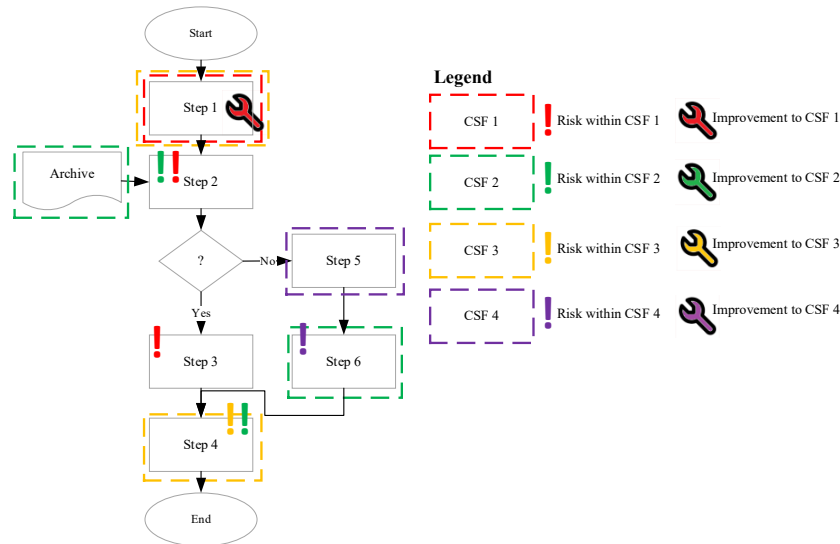 Start
Step 1
Archive
Step 2
?
No
Step 5
Yes
Step 3
Step 6
Step 4
End
Legend
CSF 1
Risk within CSF 1
Improvement to CSF 1
CSF 2
Risk within CSF 2
Improvement to CSF 2
CSF 3
Risk within CSF 3
Improvement to CSF 3
CSF 4
Risk within CSF 4
Improvement to CSF 4